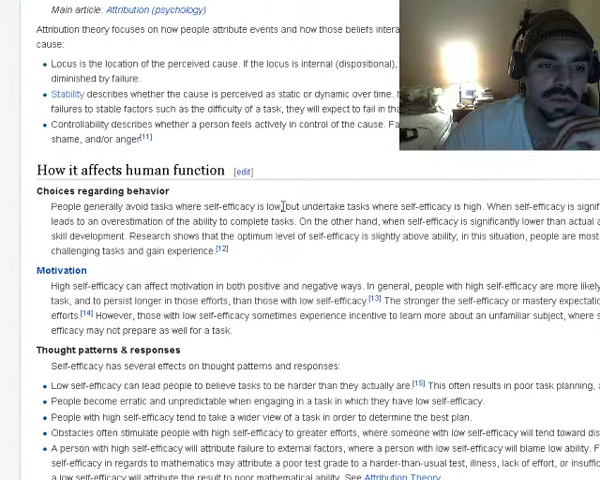 Main article: Attribution (psychology)
Attribution theory focuses on how people attribute events and how those beliefs intera
cause:
Locus is the location of the perceived cause. If the locus is internal (dispositional),
diminished by failure.
Stability describes whether the cause is perceived as static or dynamic over time.
failures to stable factors such as the difficulty of a task, they will expect to fail in tha
Controllability describes whether a person feels actively in control of the cause. Fa
shame, and/or anger[11]
How it affects human function [edit]
Choices regarding behavior
People generally avoid tasks where self-efficacy is low but undertake tasks where self-efficacy is high. When self-efficacy is signif
leads to an overestimation of the ability to complete tasks. On the other hand, when self-efficacy is significantly lower than actual a
skill development. Research shows that the optimum level of self-efficacy is slightly above ability; in this situation, people are most
challenging tasks and gain experience.[12]
Motivation
High self-efficacy can affect motivation in both positive and negative ways. In general, people with high self-efficacy are more likely
task, and to persist longer in those efforts, than those with low self-efficacy.[13] The stronger the self-efficacy or mastery expectatio
efforts.[14] However, those with low self-efficacy sometimes experience incentive to learn more about an unfamiliar subject, where s
efficacy may not prepare as well for a task.
Thought patterns & responses
Self-efficacy has several effects on thought patterns and responses:
Low self-efficacy can lead people to believe tasks to be harder than they actually are.[15] This often results in poor task planning, a
People become erratic and unpredictable when engaging in a task in which they have low self-efficacy.
People with high self-efficacy tend to take a wider view of a task in order to determine the best plan.
Obstacles often stimulate people with high self-efficacy to greater efforts, where someone with low self-efficacy will tend toward dis
A person with high self-efficacy will attribute failure to external factors, where a person with low self-efficacy will blame low ability. F
self-efficacy in regards to mathematics may attribute a poor test grade to a harder-than-usual test, illness, lack of effort, or insuffic
a low self-efficacy will attribute the result to poor mathematical ability. See Attribution Theory.